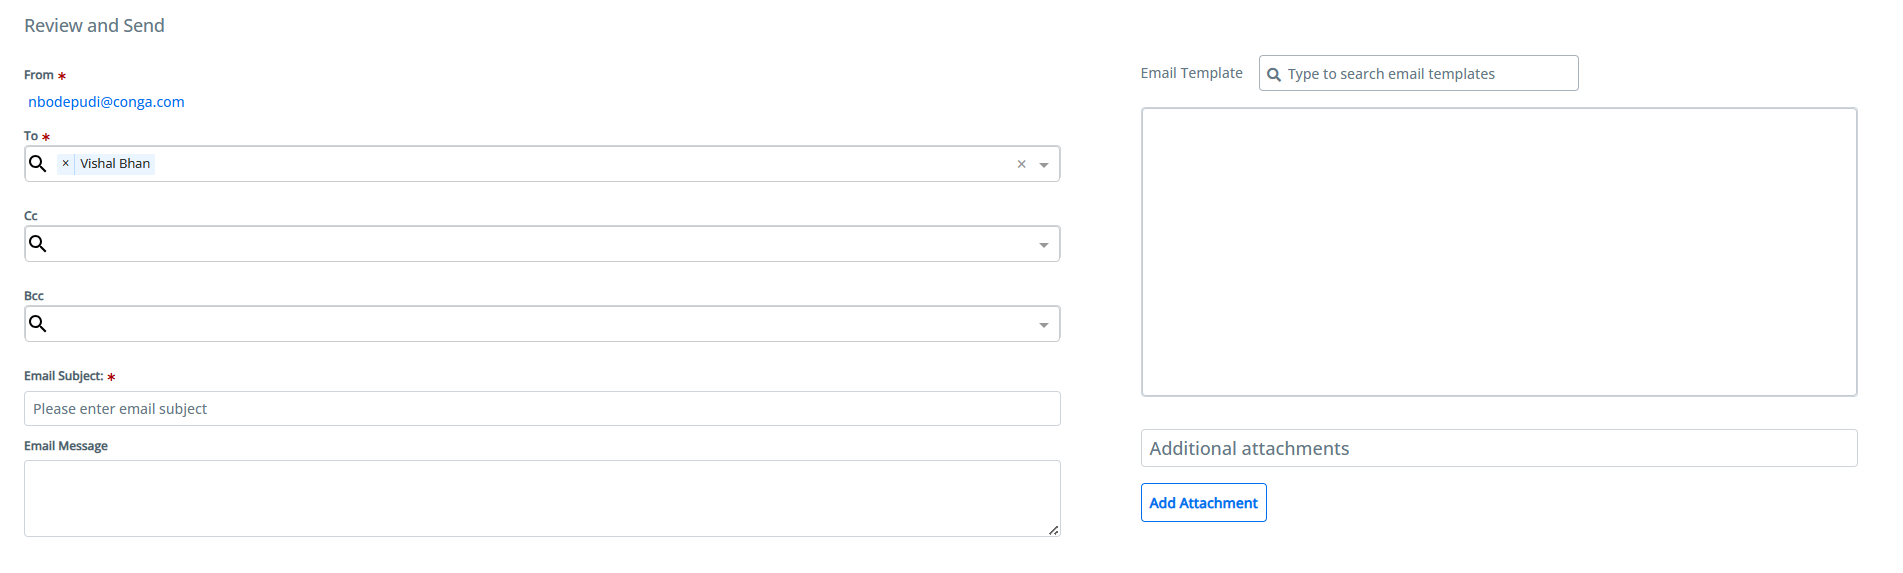 Review and Send
From *
nbodepudi@conga.com
To *
× Vishal Bhan
Cc
Bcc
Email Subject: *
Please enter email subject
Email Message
Email Template
Type to search email templates
Additional attachments
Add Attachment